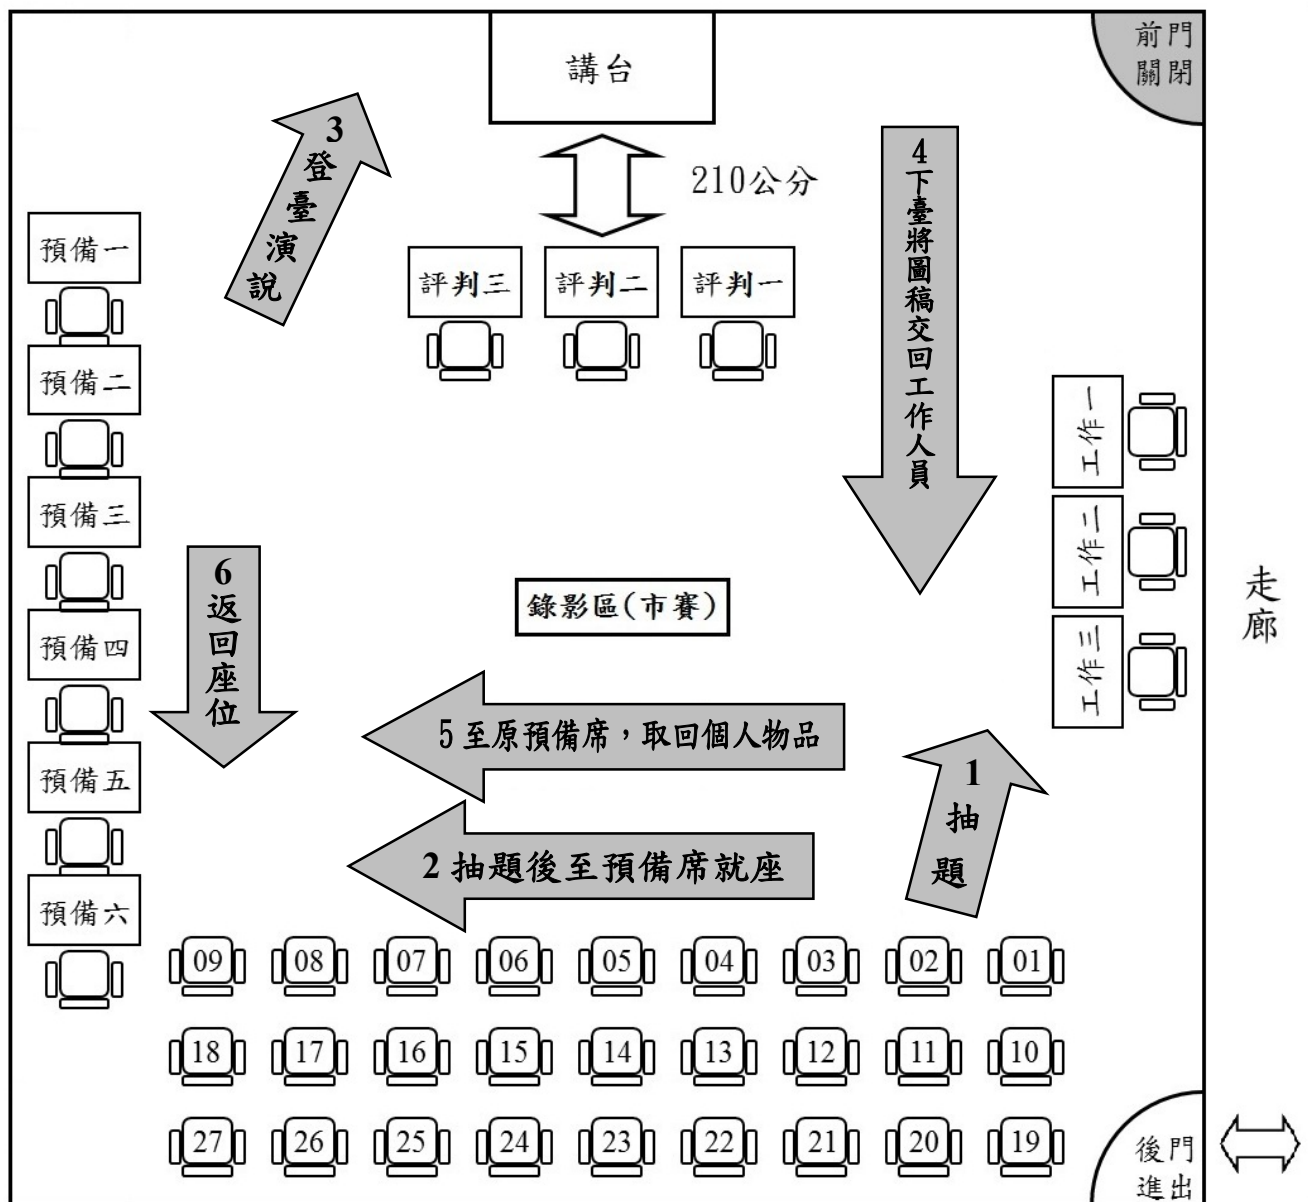 講台
前門
關閉
3登臺演說
210公分
4下臺將圖稿交回工作人員
預備一
評判三
評判二
評判一
預備二
工作一
預備三
工作二
6返回座位
錄影區(市賽)
走廊
預備四
工作三
5至原預備席，取回個人物品
預備五
1抽題
2抽題後至預備席就座
預備六
09 08 07 06 05 04 03 02 01
18 17 16 15 14 13 12 11 10
27 26 25 24 23 22 21 20 19
後門
進出